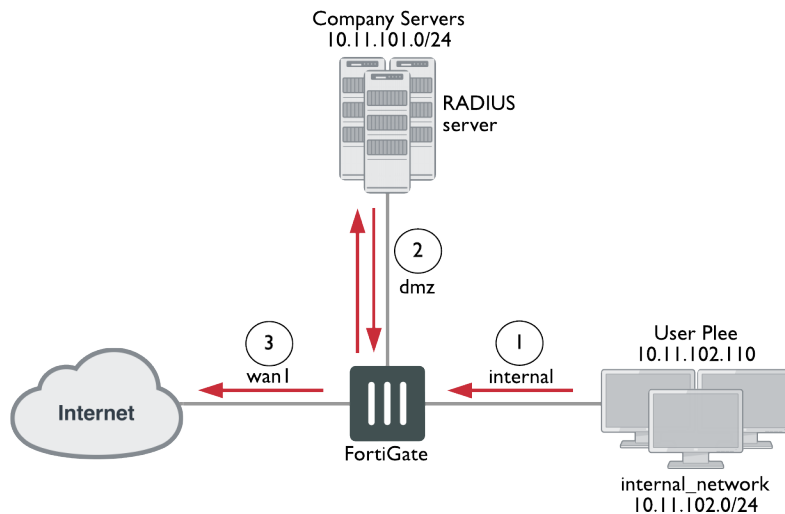 Company Servers
10.11.101.0/24
RADIUS
server
2
dmz
3
wan1
1
internal
User Plee
10.11.102.110
Internet
FortiGate
internal_network
10.11.102.0/24